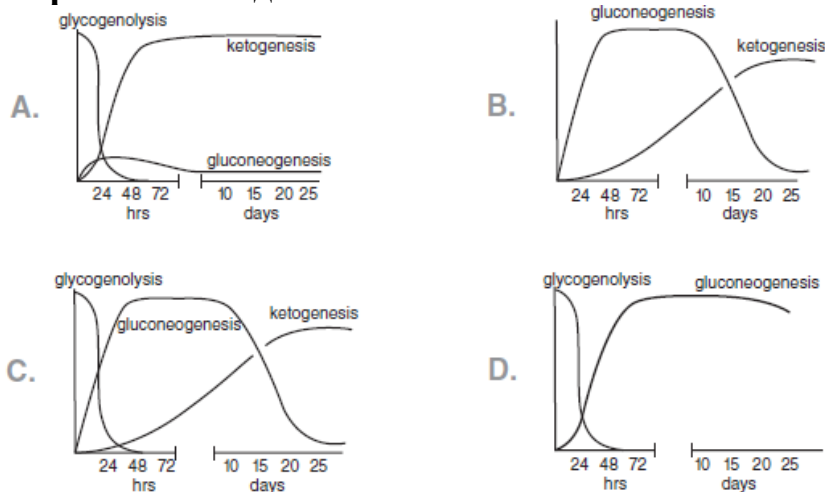 glycogenolysis
ketogenesis
A.
gluconeogenesis
24 48 72 10 15 20 25
hrs days
gluconeogenesis
ketogenesis
B.
24 48 72 10 15 20 25
hrs days
glycogenolysis
gluconeogenesis
ketogenesis
C.
24 48 72 10 15 20 25
hrs days
glycogenolysis
gluconeogenesis
D.
24 48 72 10 15 20 25
hrs days